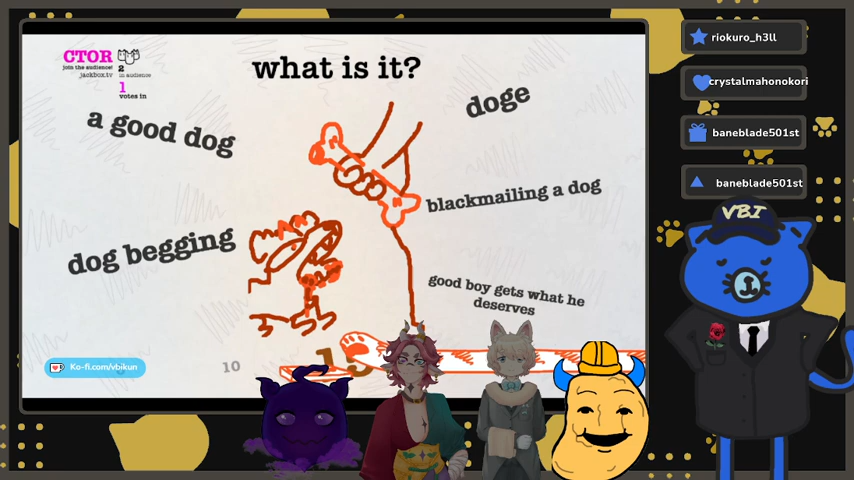 CTOR
join the audience!
jackbox.tv
2
in audience
1
votes in
what is it?
a good dog
doge
blackmailing a dog
dog begging
good boy gets what he
deserves
10
15
Ko-fi.com/vbikun
riokuro_h3ll
crystalmahonokori
baneblade501st
baneblade501st
VBI